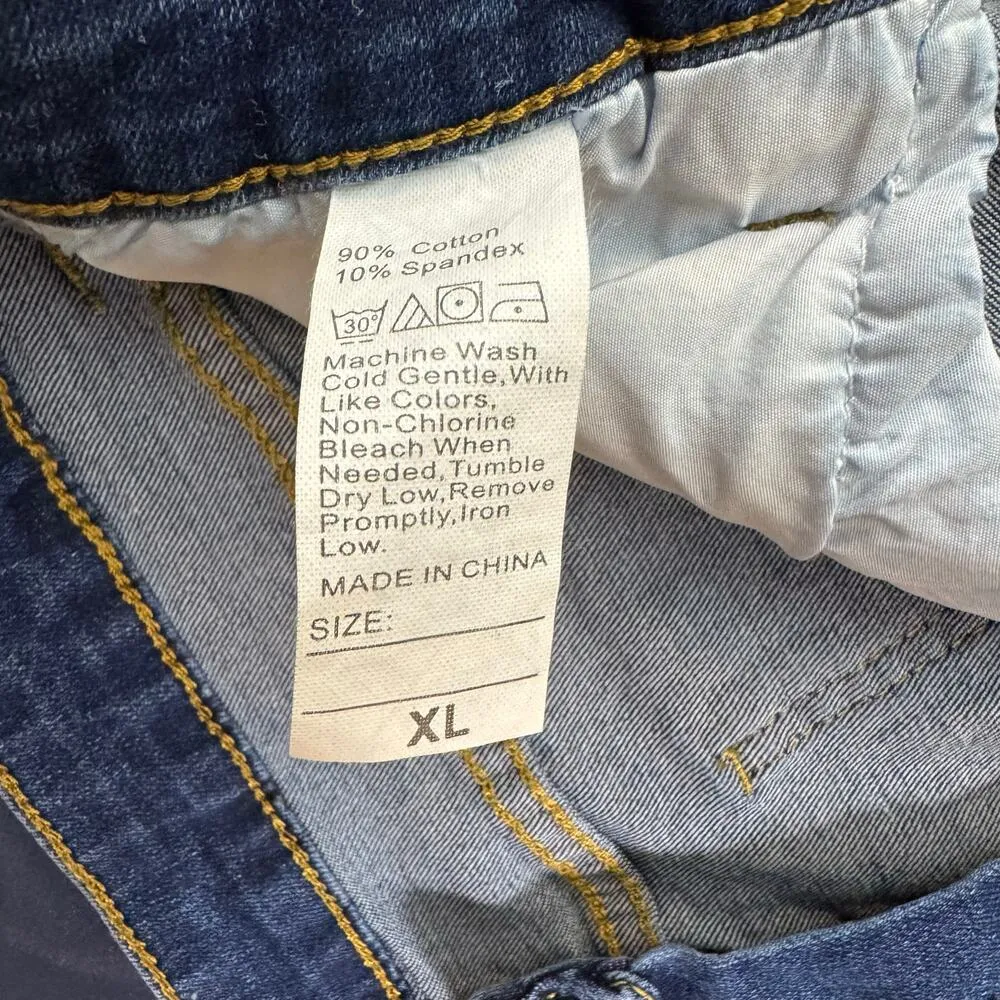 90% Cotton
10% Spandex
30°
Machine Wash
Cold Gentle,With
Like Colors,
Non-Chlorine
Bleach When
Needed,Tumble
Dry Low,Remove
Promptly,Iron
Low.
MADE IN CHINA
SIZE:
XL